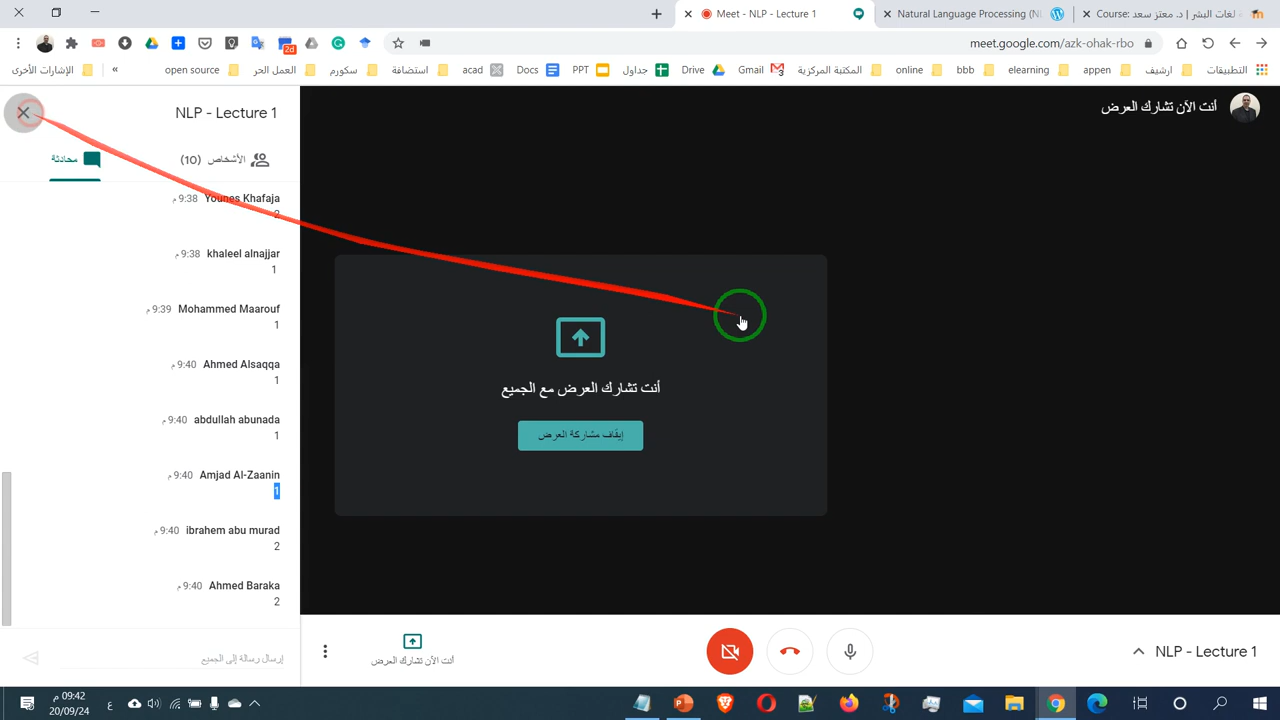 Meet - NLP - Lecture 1
Natural Language Processing (N
Course: لغات البشر | د. معتز سعد
meet.google.com/azk-ohak-rbo
2d
التطبيقات
ارشيف
appen
elearning
bbb
online
المكتبة المركزية
Gmail
Drive
جداول
PPT
Docs
acad
استضافة
سكورم
العمل الحر
open source
»
الإشارات الأخرى
أنت الآن تشارك العرض
NLP - Lecture 1
الأشخاص (10)
محادثة
Younes Khafaja 9:38 م
2
khaleel alnajjar 9:38 م
1
Mohammed Maarouf 9:39 م
1
Ahmed Alsaqqa 9:40 م
1
abdullah abunada 9:40 م
1
Amjad Al-Zaanin 9:40 م
1
ibrahem abu murad 9:40 م
2
Ahmed Baraka 9:40 م
2
إرسال رسالة إلى الجميع
أنت تشارك العرض مع الجميع
إيقاف مشاركة العرض
أنت الآن تشارك العرض
NLP - Lecture 1
09:42 م
20/09/24
ع